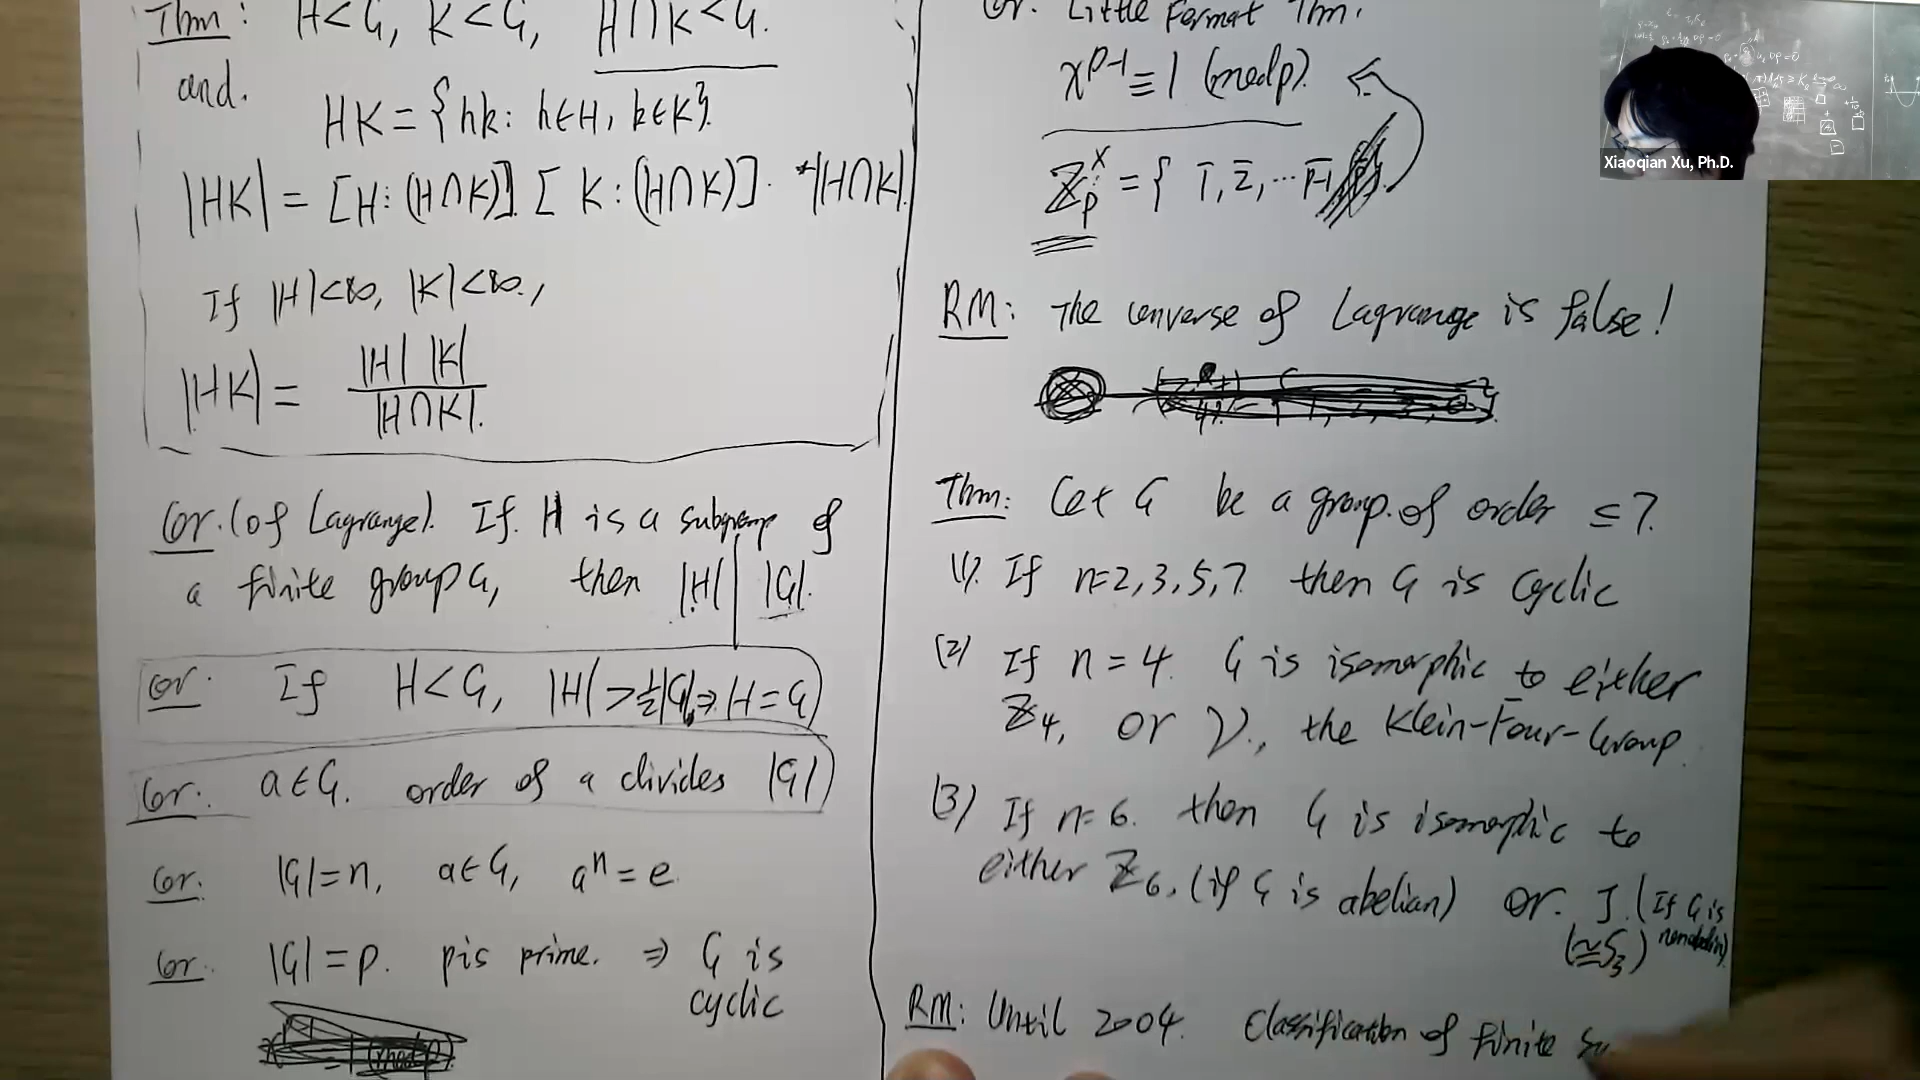 Thm: H<G, K<G, H∩K<G.
and.
HK = {hk: h∈H, k∈K}.
|HK| = [H:(H∩K)] [K:(H∩K)] · |H∩K|.
If |H|<∞, |K|<∞,
|HK| = |H| |K| / |H∩K|.
Cor. (of Lagrange). If H is a subgroup of
a finite group G, then |H| | |G|.
Cor. If H<G, |H|>½|G| ⇒ H=G
Cor. a∈G. order of a divides |G|
Cor. |G|=n, a∈G, aⁿ=e
Cor. |G|=p. p is prime. ⇒ G is
cyclic
Cor. Little Format Thm.
x^{p-1} ≡ 1 (mod p).
Z_p^x = { 1̄, 2̄, ... p-1
RM: The converse of Lagrange is false!
Thm: Let G be a group of order ≤7.
(1). If n=2,3,5,7. then G is cyclic
(2) If n=4. G is isomorphic to either
Z₄, or V., the Klein-Four-Group.
(3) If n=6. then G is isomorphic to
either Z₆. (if G is abelian) or. J. (If G is
(≃S₃) nonabelian)
RM: Until 2004. Classification of finite
Xiaoqian Xu, Ph.D.